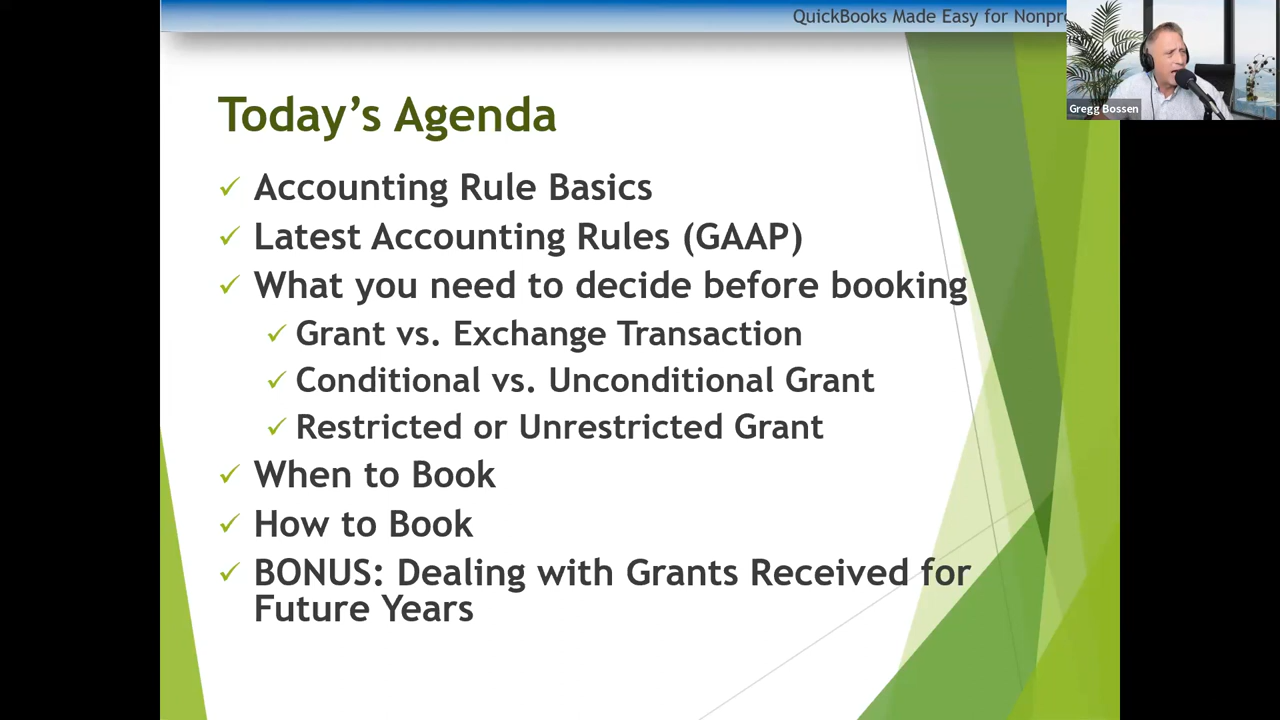 QuickBooks Made Easy for Nonpro
Gregg Bossen
Today's Agenda
✓ Accounting Rule Basics
✓ Latest Accounting Rules (GAAP)
✓ What you need to decide before booking
✓ Grant vs. Exchange Transaction
✓ Conditional vs. Unconditional Grant
✓ Restricted or Unrestricted Grant
✓ When to Book
✓ How to Book
✓ BONUS: Dealing with Grants Received for
Future Years